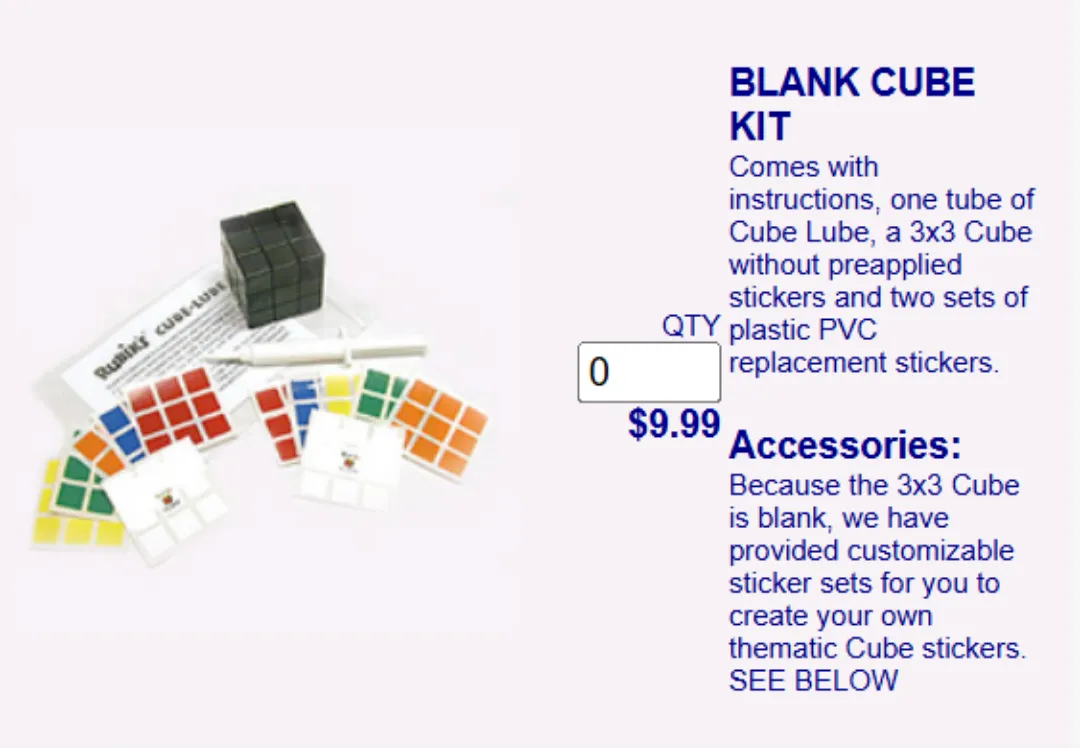 BLANK CUBE
KIT
Comes with
instructions, one tube of
Cube Lube, a 3x3 Cube
without preapplied
stickers and two sets of
plastic PVC
replacement stickers.
QTY
0
$9.99
Accessories:
Because the 3x3 Cube
is blank, we have
provided customizable
sticker sets for you to
create your own
thematic Cube stickers.
SEE BELOW
Rubik's CUBE-LUBE